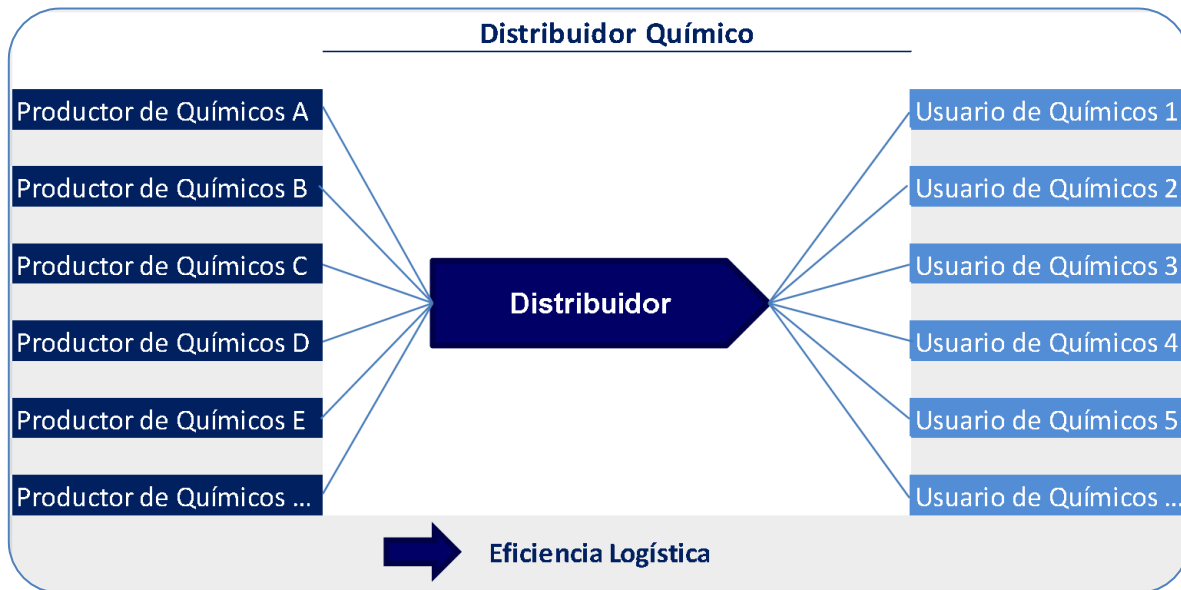 Distribuidor Químico
Productor de Químicos A
Productor de Químicos B
Productor de Químicos C
Productor de Químicos D
Productor de Químicos E
Productor de Químicos ...
Distribuidor
Usuario de Químicos 1
Usuario de Químicos 2
Usuario de Químicos 3
Usuario de Químicos 4
Usuario de Químicos 5
Usuario de Químicos ...
Eficiencia Logística